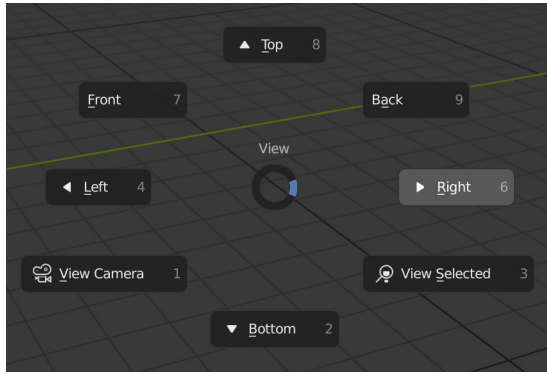 Top 8
Front 7
Back 9
View
Left 4
Right 6
View Camera 1
View Selected 3
Bottom 2